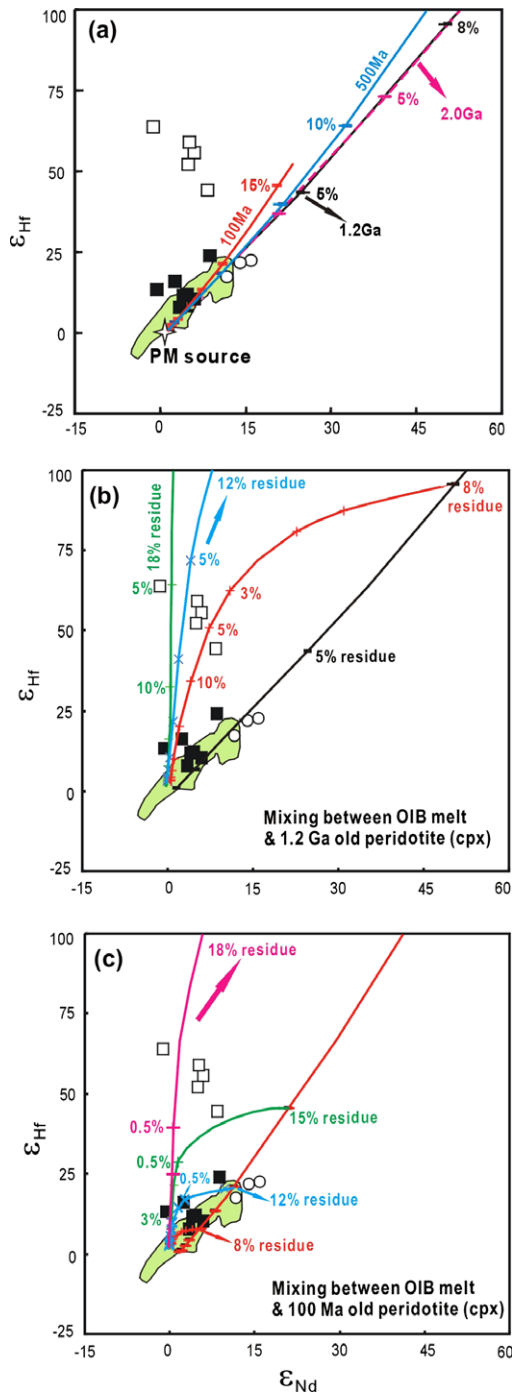 (a)
100
75
50
25
0
-25
εHf
8%
500Ma
5%
2.0Ga
10%
15%
5%
100Ma
1.2Ga
PM source
-15 0 15 30 45 60
(b)
100
75
50
25
0
-25
εHf
12% residue
18% residue
5%
8%
residue
5%
3%
5%
5% residue
10%
10%
Mixing between OIB melt
& 1.2 Ga old peridotite (cpx)
-15 0 15 30 45 60
(c)
100
75
50
25
0
-25
εHf
18% residue
0.5%
15% residue
0.5%
0.5%
12% residue
3%
8% residue
Mixing between OIB melt
& 100 Ma old peridotite (cpx)
-15 0 15 30 45 60
εNd